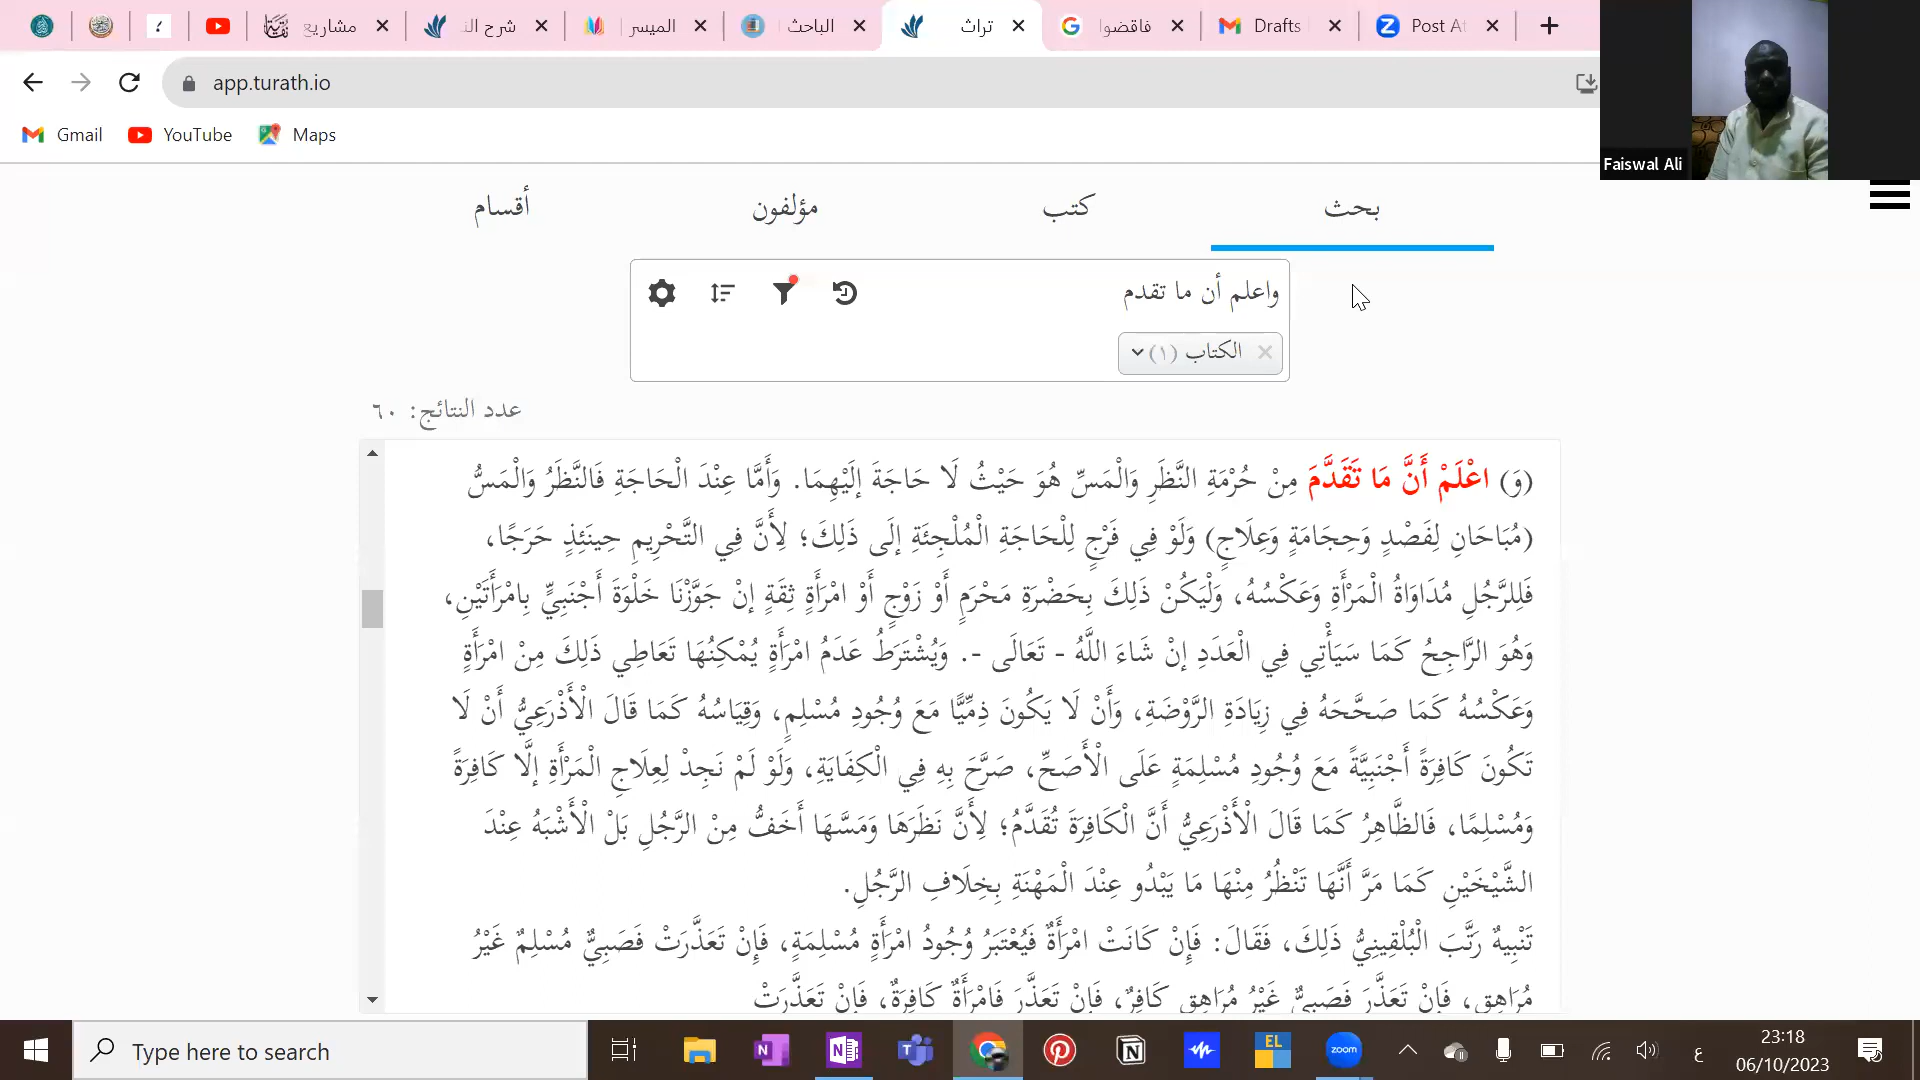 مشاريع
شرح الن
الميسر
الباحث
تراث
فاقضوا
Drafts
Post At
app.turath.io
Gmail
YouTube
Maps
Faiswal Ali
بحث
كتب
مؤلفون
أقسام
واعلم أن ما تقدم
الكتاب (١)
عدد النتائج: ٦٠
(وَ) اعْلَمْ أَنَّ مَا تَقَدَّمَ مِنْ حُرْمَةِ النَّظَرِ وَالْمَسِّ هُوَ حَيْثُ لَا حَاجَةَ إلَيْهِمَا. وَأَمَّا عِنْدَ الْحَاجَةِ فَالنَّظَرُ وَالْمَسُّ
(مُبَاحَانِ لِفَصْدٍ وَحِجَامَةٍ وَعِلَاجٍ) وَلَوْ فِي فَرْجٍ لِلْحَاجَةِ الْمُلْجِئَةِ إلَى ذَلِكَ؛ لِأَنَّ فِي التَّحْرِيمِ حِينَئِذٍ حَرَجًا،
فَلِلرَّجُلِ مُدَاوَاةُ الْمَرْأَةِ وَعَكْسُهُ، وَلْيَكُنْ ذَلِكَ بِحَضْرَةِ مَحْرَمٍ أَوْ زَوْجٍ أَوْ امْرَأَةٍ ثِقَةٍ إنْ جَوَّزْنَا خَلْوَةَ أَجْنَبِيٍّ بِامْرَأَتَيْنِ،
وَهُوَ الرَّاجِحُ كَمَا سَيَأْتِي فِي الْعَدَدِ إنْ شَاءَ اللَّهُ - تَعَالَى -. وَيُشْتَرَطُ عَدَمُ امْرَأَةٍ يُمْكِنُهَا تَعَاطِي ذَلِكَ مِنْ امْرَأَةٍ
وَعَكْسُهُ كَمَا صَحَّحَهُ فِي زِيَادَةِ الرَّوْضَةِ، وَأَنْ لَا يَكُونَ ذِمِّيًّا مَعَ وُجُودِ مُسْلِمٍ، وَقِيَاسُهُ كَمَا قَالَ الْأَذْرَعِيُّ أَنْ لَا
تَكُونَ كَافِرَةً أَجْنَبِيَّةً مَعَ وُجُودِ مُسْلِمَةٍ عَلَى الْأَصَحِّ، صَرَّحَ بِهِ فِي الْكِفَايَةِ، وَلَوْ لَمْ نَجِدْ لِعِلَاجِ الْمَرْأَةِ إلَّا كَافِرَةً
وَمُسْلِمًا، فَالظَّاهِرُ كَمَا قَالَ الْأَذْرَعِيُّ أَنَّ الْكَافِرَةَ تُقَدَّمُ؛ لِأَنَّ نَظَرَهَا وَمَسَّهَا أَخَفُّ مِنْ الرَّجُلِ بَلْ الْأَشْبَهُ عِنْدَ
الشَّيْخَيْنِ كَمَا مَرَّ أَنَّهَا تَنْظُرُ مِنْهَا مَا يَبْدُو عِنْدَ الْمَهْنَةِ بِخِلَافِ الرَّجُلِ.
تَنْبِيهٌ رَتَّبَ الْبُلْقِينِيُّ ذَلِكَ، فَقَالَ: فَإِنْ كَانَتْ امْرَأَةٌ فَيُعْتَبَرُ وُجُودُ امْرَأَةٍ مُسْلِمَةٍ، فَإِنْ تَعَذَّرَتْ فَصَبِيٌّ مُسْلِمٌ غَيْرُ
مُرَاهِقٍ، فَإِنْ تَعَذَّرَ فَصَبِيٌّ غَيْرُ مُرَاهِقٍ كَافِرٌ، فَإِنْ تَعَذَّرَ فَامْرَأَةٌ كَافِرَةٌ، فَإِنْ تَعَذَّرَتْ
Type here to search
EL
zoom
ع
23:18
06/10/2023